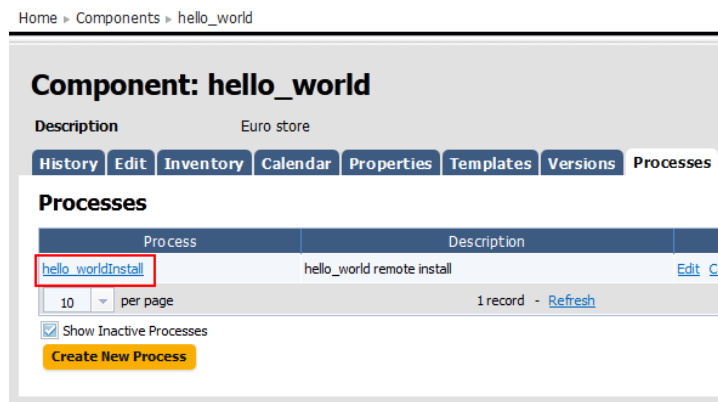 Home ▸ Components ▸ hello_world
Component: hello_world
Description Euro store
History Edit Inventory Calendar Properties Templates Versions Processes
Processes
Process Description
hello_worldInstall hello_world remote install Edit
10 per page 1 record - Refresh
Show Inactive Processes
Create New Process